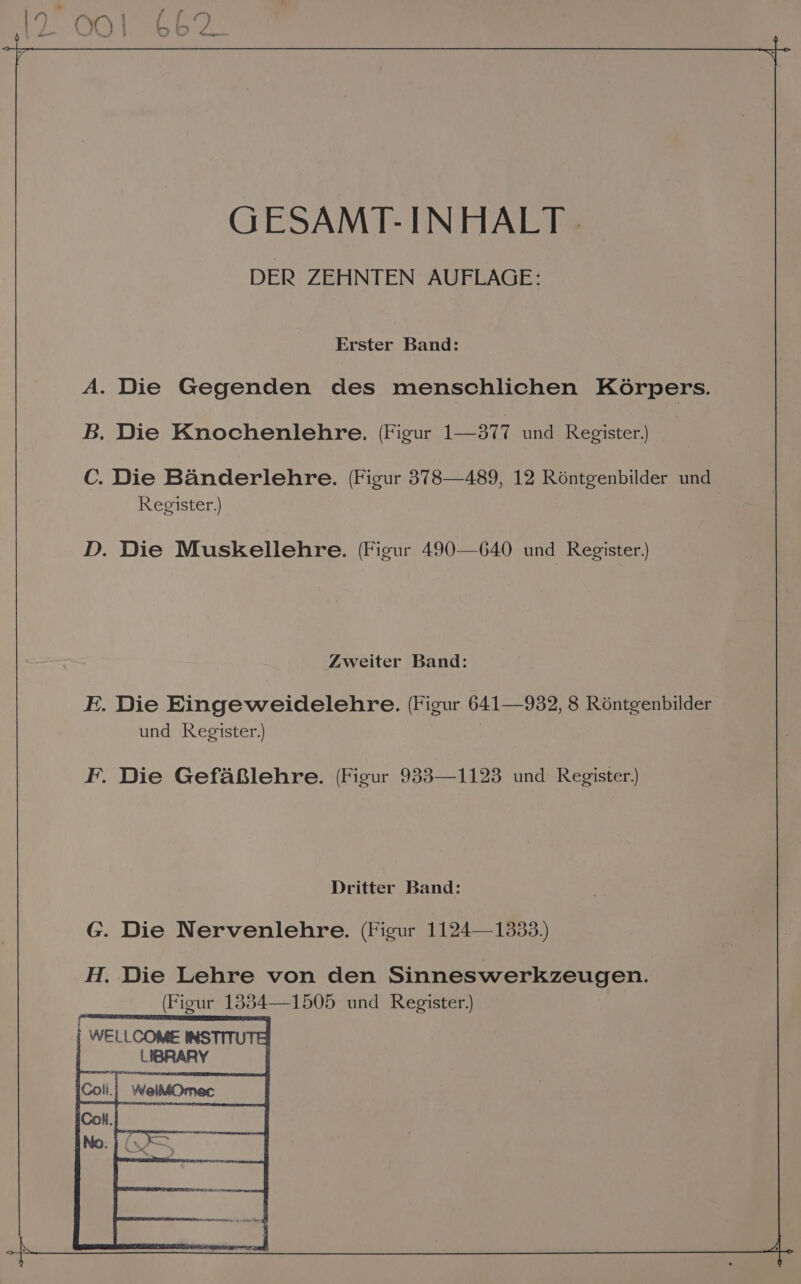 12 001 662
GESAMT-INHALT
DER ZEHNTEN AUFLAGE:
Erster Band:
A. Die Gegenden des menschlichen Körpers.
B. Die Knochenlehre. (Figur 1—377 und Register.)
C. Die Bänderlehre. (Figur 378—489, 12 Röntgenbilder und
Register.)
D. Die Muskellehre. (Figur 490—640 und Register.)
Zweiter Band:
E. Die Eingeweidelehre. (Figur 641—932, 8 Röntgenbilder
und Register.)
F. Die Gefäßlehre. (Figur 933—1123 und Register.)
Dritter Band:
G. Die Nervenlehre. (Figur 1124—1333.)
H. Die Lehre von den Sinneswerkzeugen.
(Figur 1334—1505 und Register.)
WELLCOME INSTITUTE
LIBRARY
Coll. WelMOmec
Coll.
No. QS